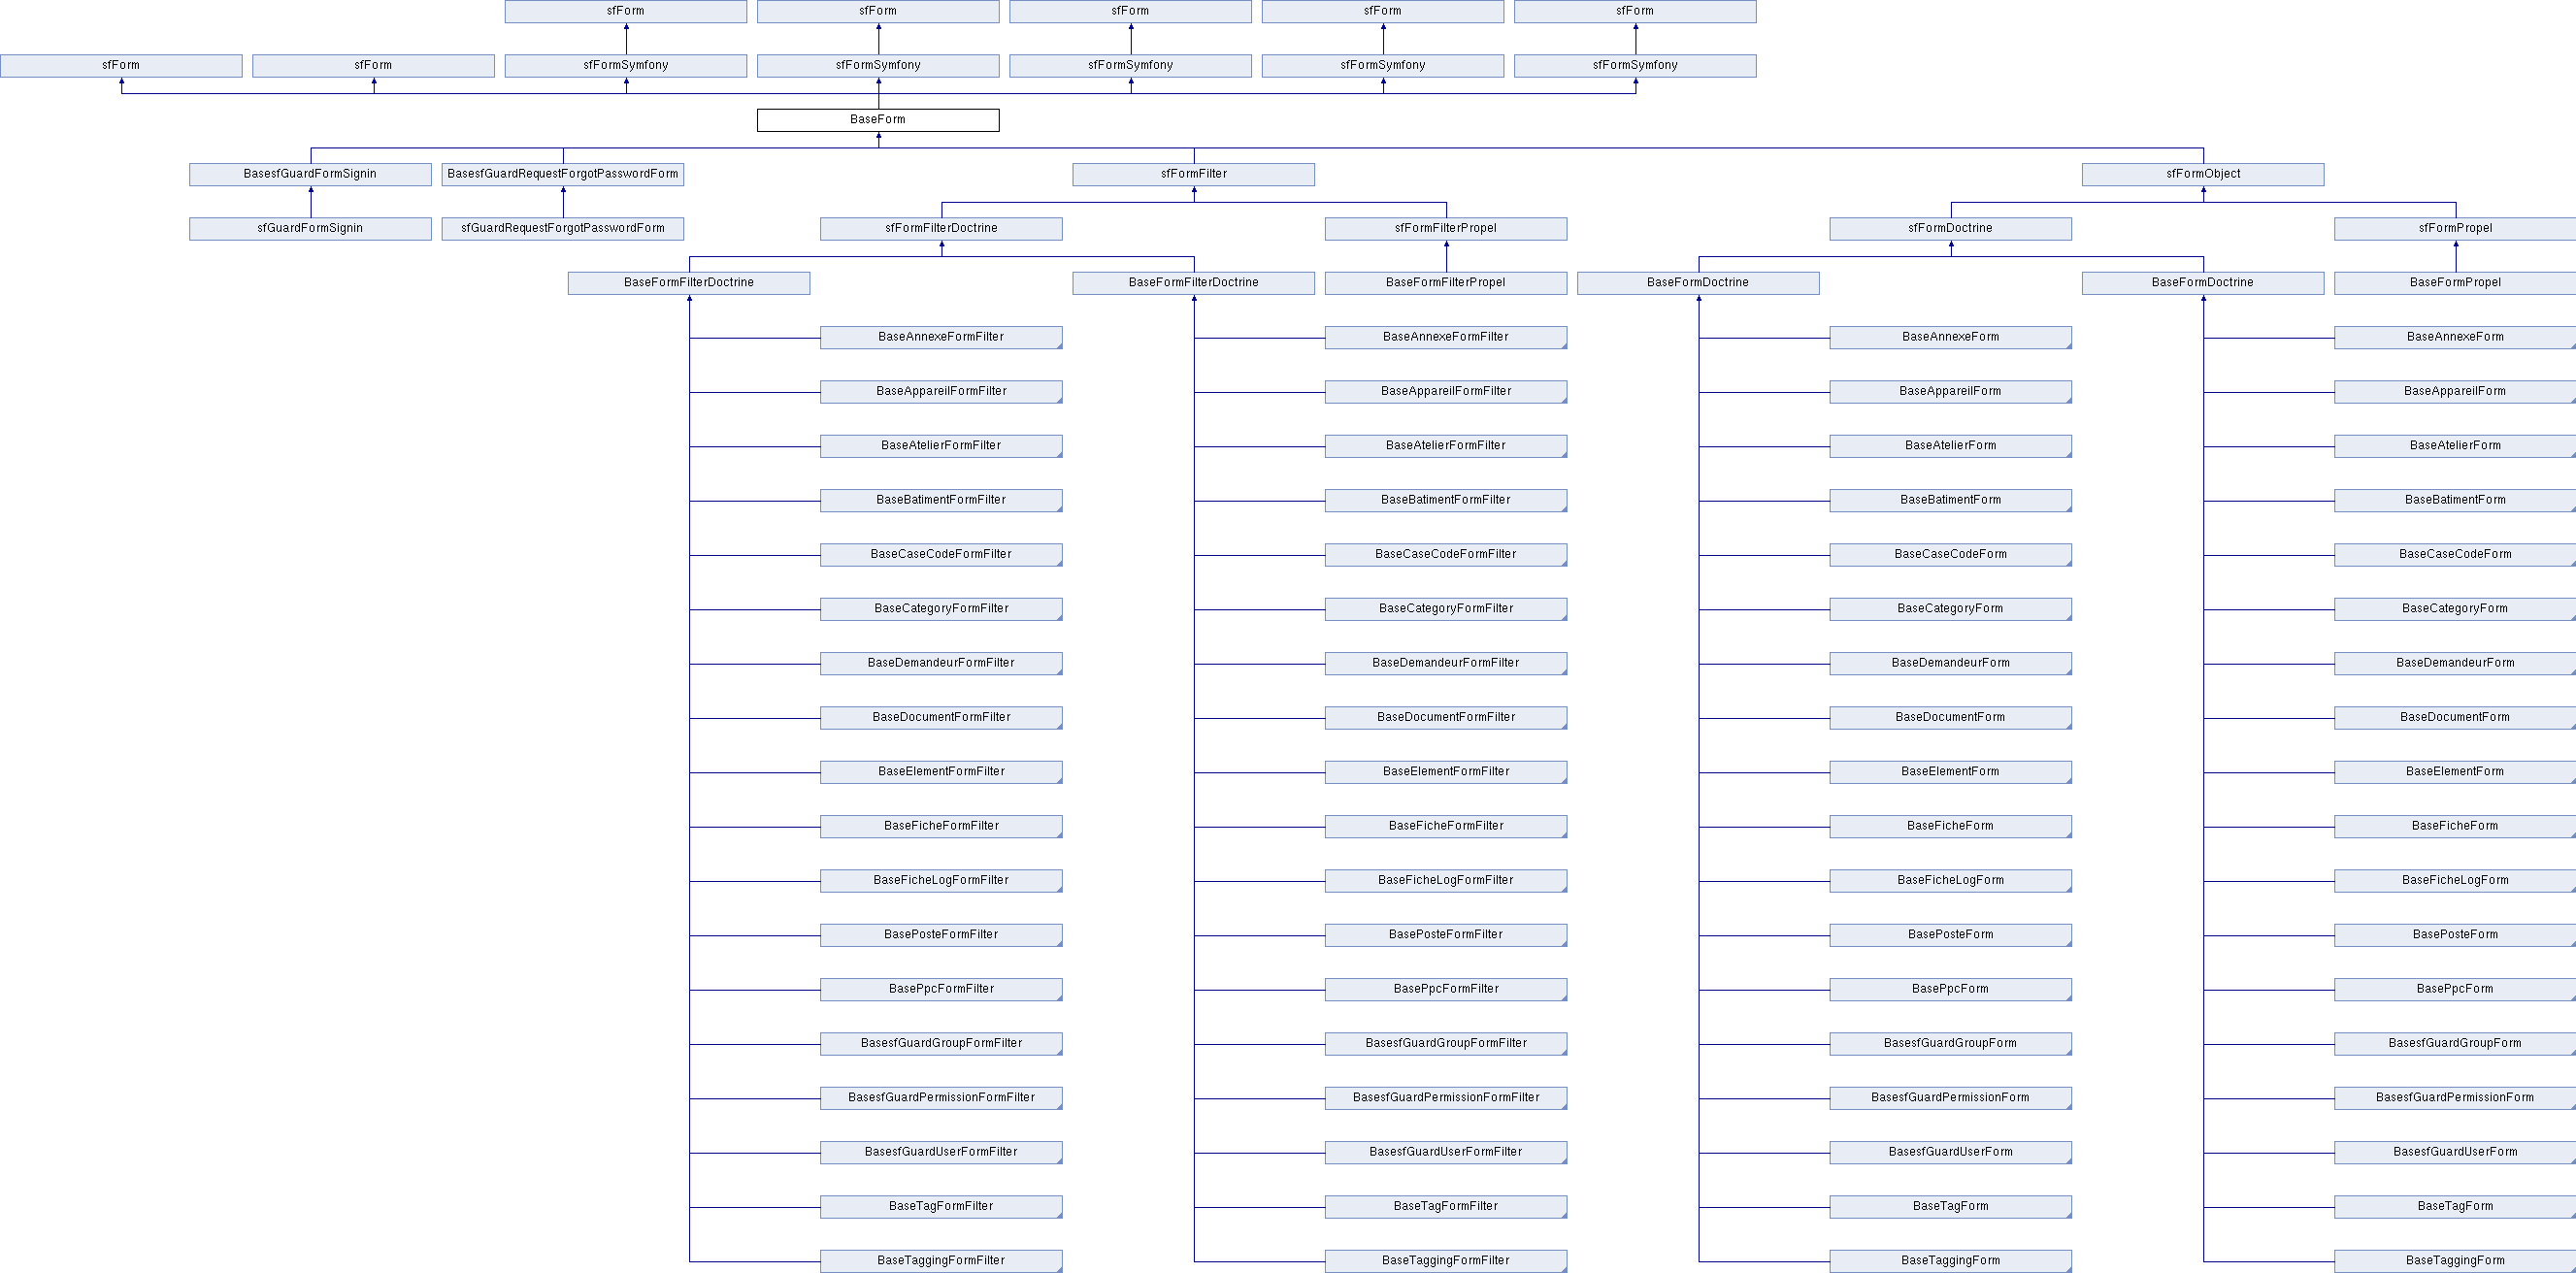 sfForm sfForm sfForm sfForm sfForm
sfForm sfForm sfFormSymfony sfFormSymfony sfFormSymfony sfFormSymfony sfFormSymfony
BaseForm
BasesfGuardFormSignin BasesfGuardRequestForgotPasswordForm sfFormFilter sfFormObject
sfGuardFormSignin sfGuardRequestForgotPasswordForm sfFormFilterDoctrine sfFormFilterPropel sfFormDoctrine sfFormPropel
BaseFormFilterDoctrine BaseFormFilterDoctrine BaseFormFilterPropel BaseFormDoctrine BaseFormDoctrine BaseFormPropel
BaseAnnexeFormFilter BaseAnnexeFormFilter BaseAnnexeForm BaseAnnexeForm
BaseAppareilFormFilter BaseAppareilFormFilter BaseAppareilForm BaseAppareilForm
BaseAtelierFormFilter BaseAtelierFormFilter BaseAtelierForm BaseAtelierForm
BaseBatimentFormFilter BaseBatimentFormFilter BaseBatimentForm BaseBatimentForm
BaseCaseCodeFormFilter BaseCaseCodeFormFilter BaseCaseCodeForm BaseCaseCodeForm
BaseCategoryFormFilter BaseCategoryFormFilter BaseCategoryForm BaseCategoryForm
BaseDemandeurFormFilter BaseDemandeurFormFilter BaseDemandeurForm BaseDemandeurForm
BaseDocumentFormFilter BaseDocumentFormFilter BaseDocumentForm BaseDocumentForm
BaseElementFormFilter BaseElementFormFilter BaseElementForm BaseElementForm
BaseFicheFormFilter BaseFicheFormFilter BaseFicheForm BaseFicheForm
BaseFicheLogFormFilter BaseFicheLogFormFilter BaseFicheLogForm BaseFicheLogForm
BasePosteFormFilter BasePosteFormFilter BasePosteForm BasePosteForm
BasePpcFormFilter BasePpcFormFilter BasePpcForm BasePpcForm
BasesfGuardGroupFormFilter BasesfGuardGroupFormFilter BasesfGuardGroupForm BasesfGuardGroupForm
BasesfGuardPermissionFormFilter BasesfGuardPermissionFormFilter BasesfGuardPermissionForm BasesfGuardPermissionForm
BasesfGuardUserFormFilter BasesfGuardUserFormFilter BasesfGuardUserForm BasesfGuardUserForm
BaseTagFormFilter BaseTagFormFilter BaseTagForm BaseTagForm
BaseTaggingFormFilter BaseTaggingFormFilter BaseTaggingForm BaseTaggingForm